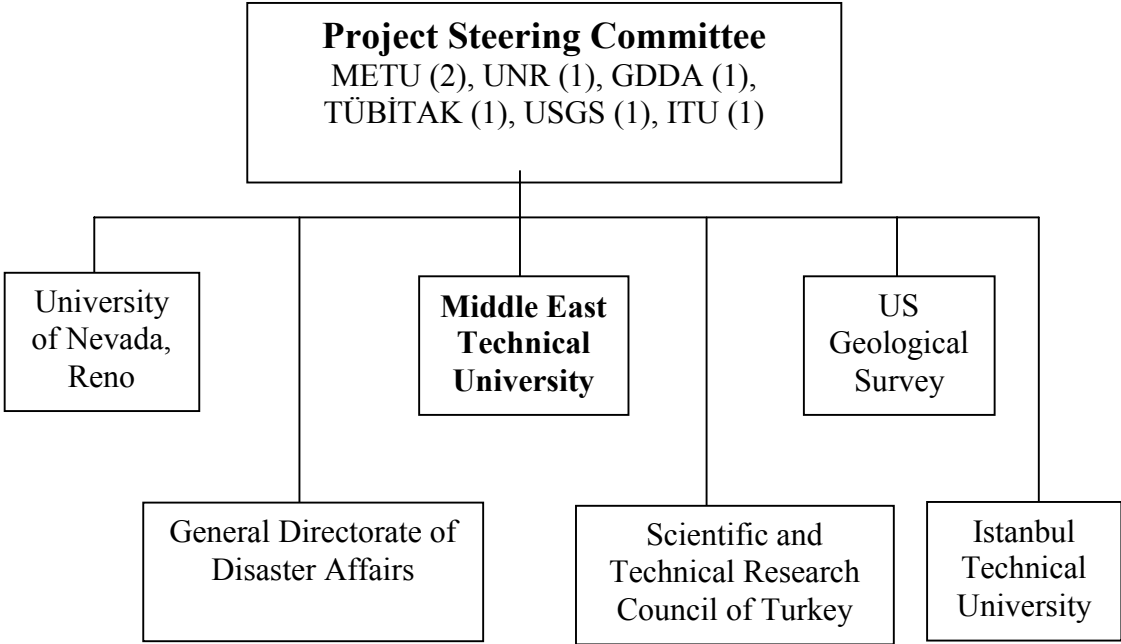 Project Steering Committee
METU (2), UNR (1), GDDA (1),
TÜBİTAK (1), USGS (1), ITU (1)
University
of Nevada,
Reno
Middle East
Technical
University
US
Geological
Survey
General Directorate of
Disaster Affairs
Scientific and
Technical Research
Council of Turkey
Istanbul
Technical
University